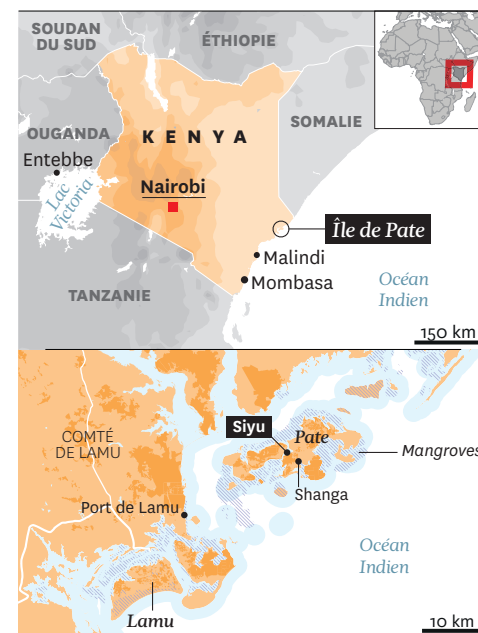 SOUDAN
DU SUD
ÉTHIOPIE
SOMALIE
OUGANDA
KENYA
Entebbe
Lac
Victoria
Nairobi
Île de Pate
Malindi
Mombasa
Océan
Indien
TANZANIE
150 km
Siyu
Pate
COMTÉ
DE LAMU
Mangroves
Shanga
Port de Lamu
Océan
Indien
Lamu
10 km